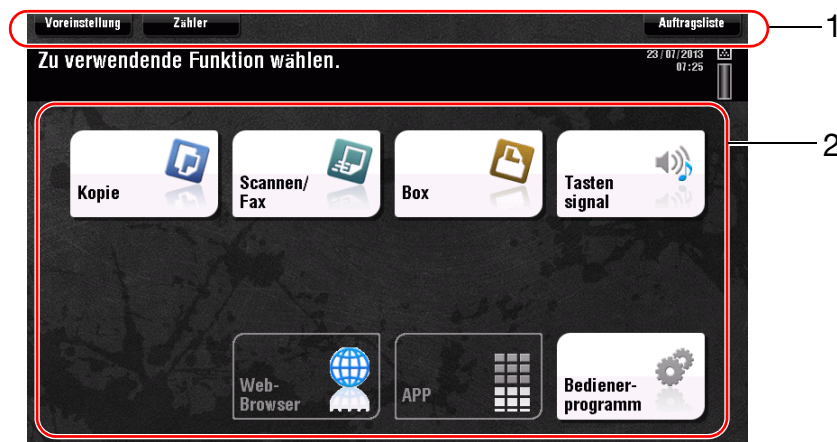 Voreinstellung Zähler Auftragsliste 1
Zu verwendende Funktion wählen. 23/07/2013
07:25
2
Kopie Scannen/
Fax Box Tasten
signal
Web-
Browser APP Bediener-
programm